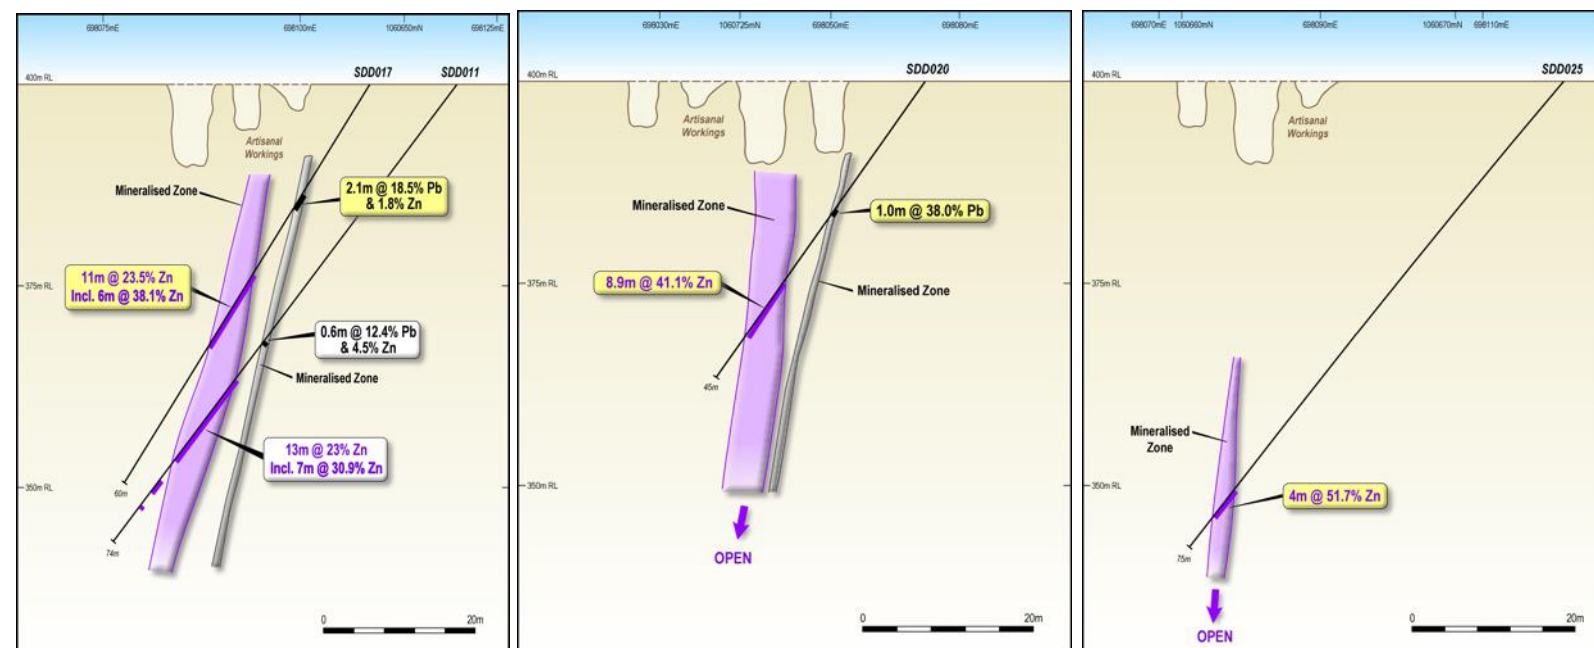 698075mE
698100mE
1060650mN
698125mE
400m RL
SDD017
SDD011
Artisanal
Workings
Mineralised Zone
2.1m @ 18.5% Pb
& 1.8% Zn
11m @ 23.5% Zn
Incl. 6m @ 38.1% Zn
375m RL
0.6m @ 12.4% Pb
& 4.5% Zn
Mineralised Zone
13m @ 23% Zn
Incl. 7m @ 30.9% Zn
350m RL
60m
74m
0
20m
698030mE
1060725mN
698050mE
698080mE
400m RL
SDD020
Artisanal
Workings
Mineralised Zone
1.0m @ 38.0% Pb
375m RL
8.9m @ 41.1% Zn
Mineralised Zone
45m
350m RL
OPEN
0
20m
698070mE
1060660mN
698090mE
1060670mN
698110mE
400m RL
SDD025
Artisanal
Workings
375m RL
Mineralised
Zone
350m RL
4m @ 51.7% Zn
75m
OPEN
0
20m